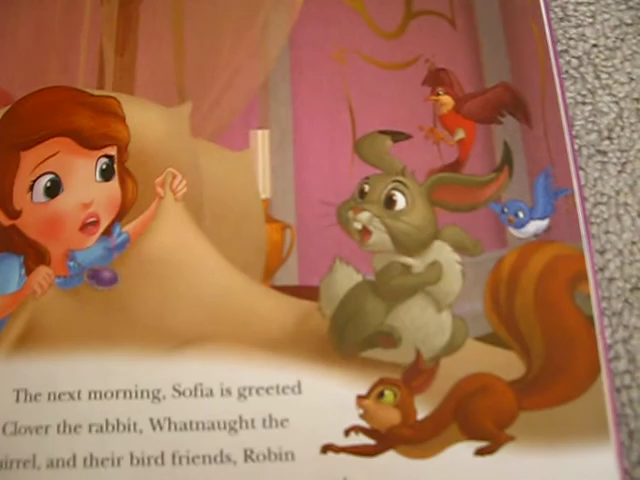 The next morning, Sofia is greeted
Clover the rabbit, Whatnaught the
and their bird friends, Robin